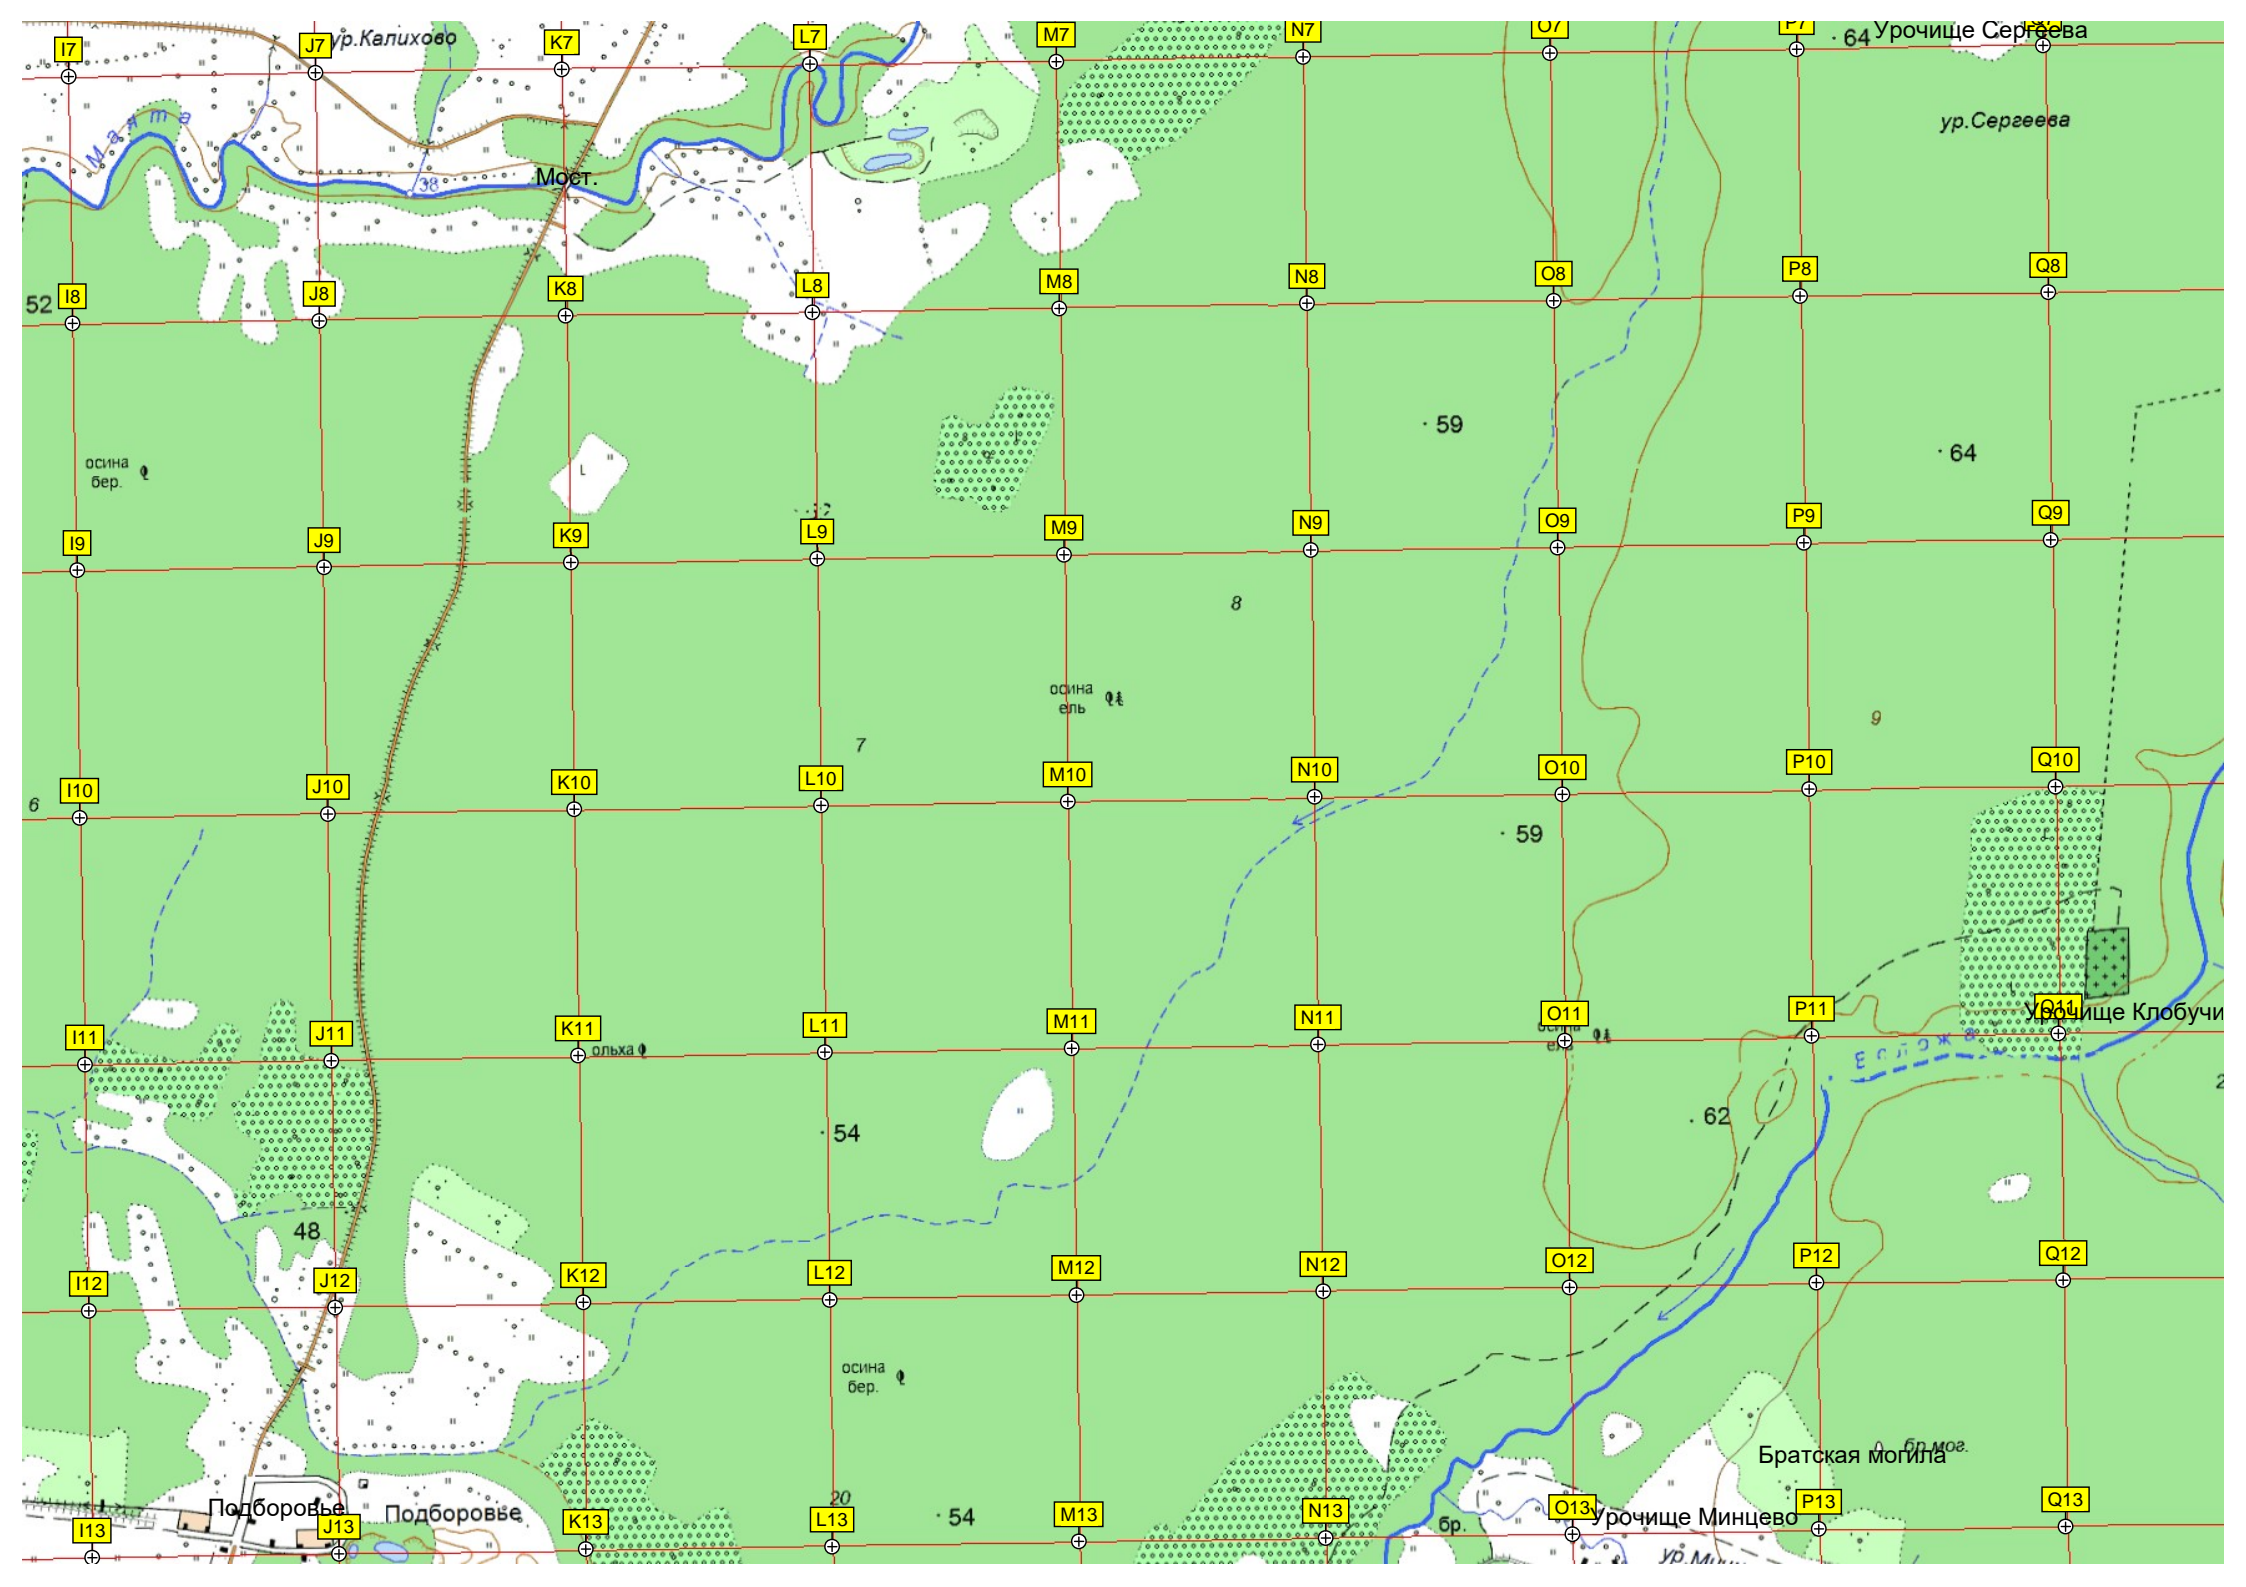 I7
J7
ур.Калихово
K7
L7
M7
N7
O7
P7
64
Урочище Сергеева
Маята
ур.Сергеева
38
Мост.
52
I8
J8
K8
L8
M8
N8
O8
P8
Q8
59
64
осина
бер.
I9
J9
K9
L9
M9
N9
O9
P9
Q9
8
осина
ель
7
9
6
I10
J10
K10
L10
M10
N10
O10
P10
Q10
59
I11
J11
K11
ольха
L11
M11
N11
O11
P11
Q11
Урочище Клобучи
54
62
48
I12
J12
K12
L12
M12
N12
O12
P12
Q12
осина
бер.
бр.мог.
Братская могила
20
Подборовье
Подборовье
54
бр.
Урочище Минцево
I13
J13
K13
L13
M13
N13
O13
P13
Q13